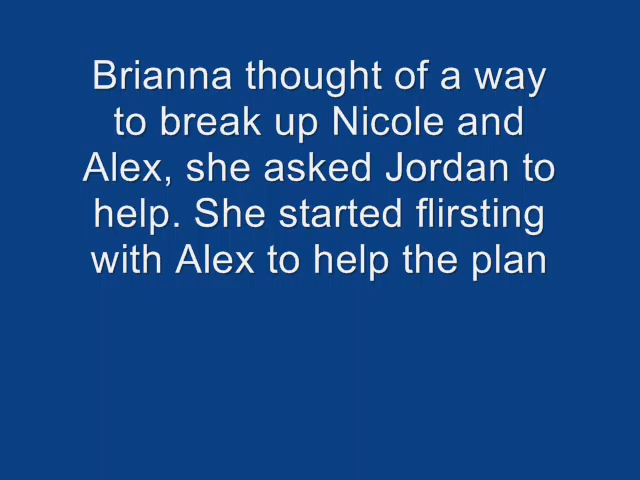 Brianna thought of a way
to break up Nicole and
Alex, she asked Jordan to
help. She started flirsting
with Alex to help the plan